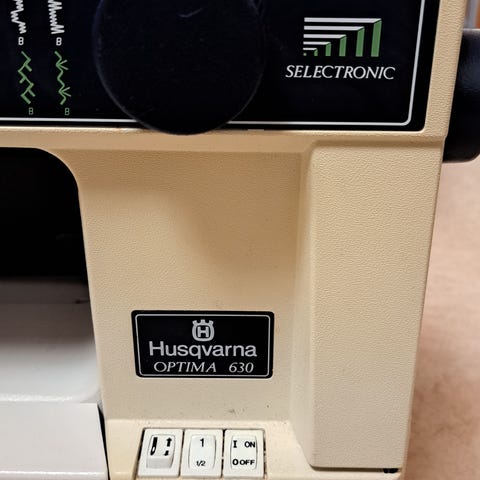 B B
B B
SELECTRONIC
H
Husqvarna
OPTIMA 630
1
1/2
I ON
O OFF